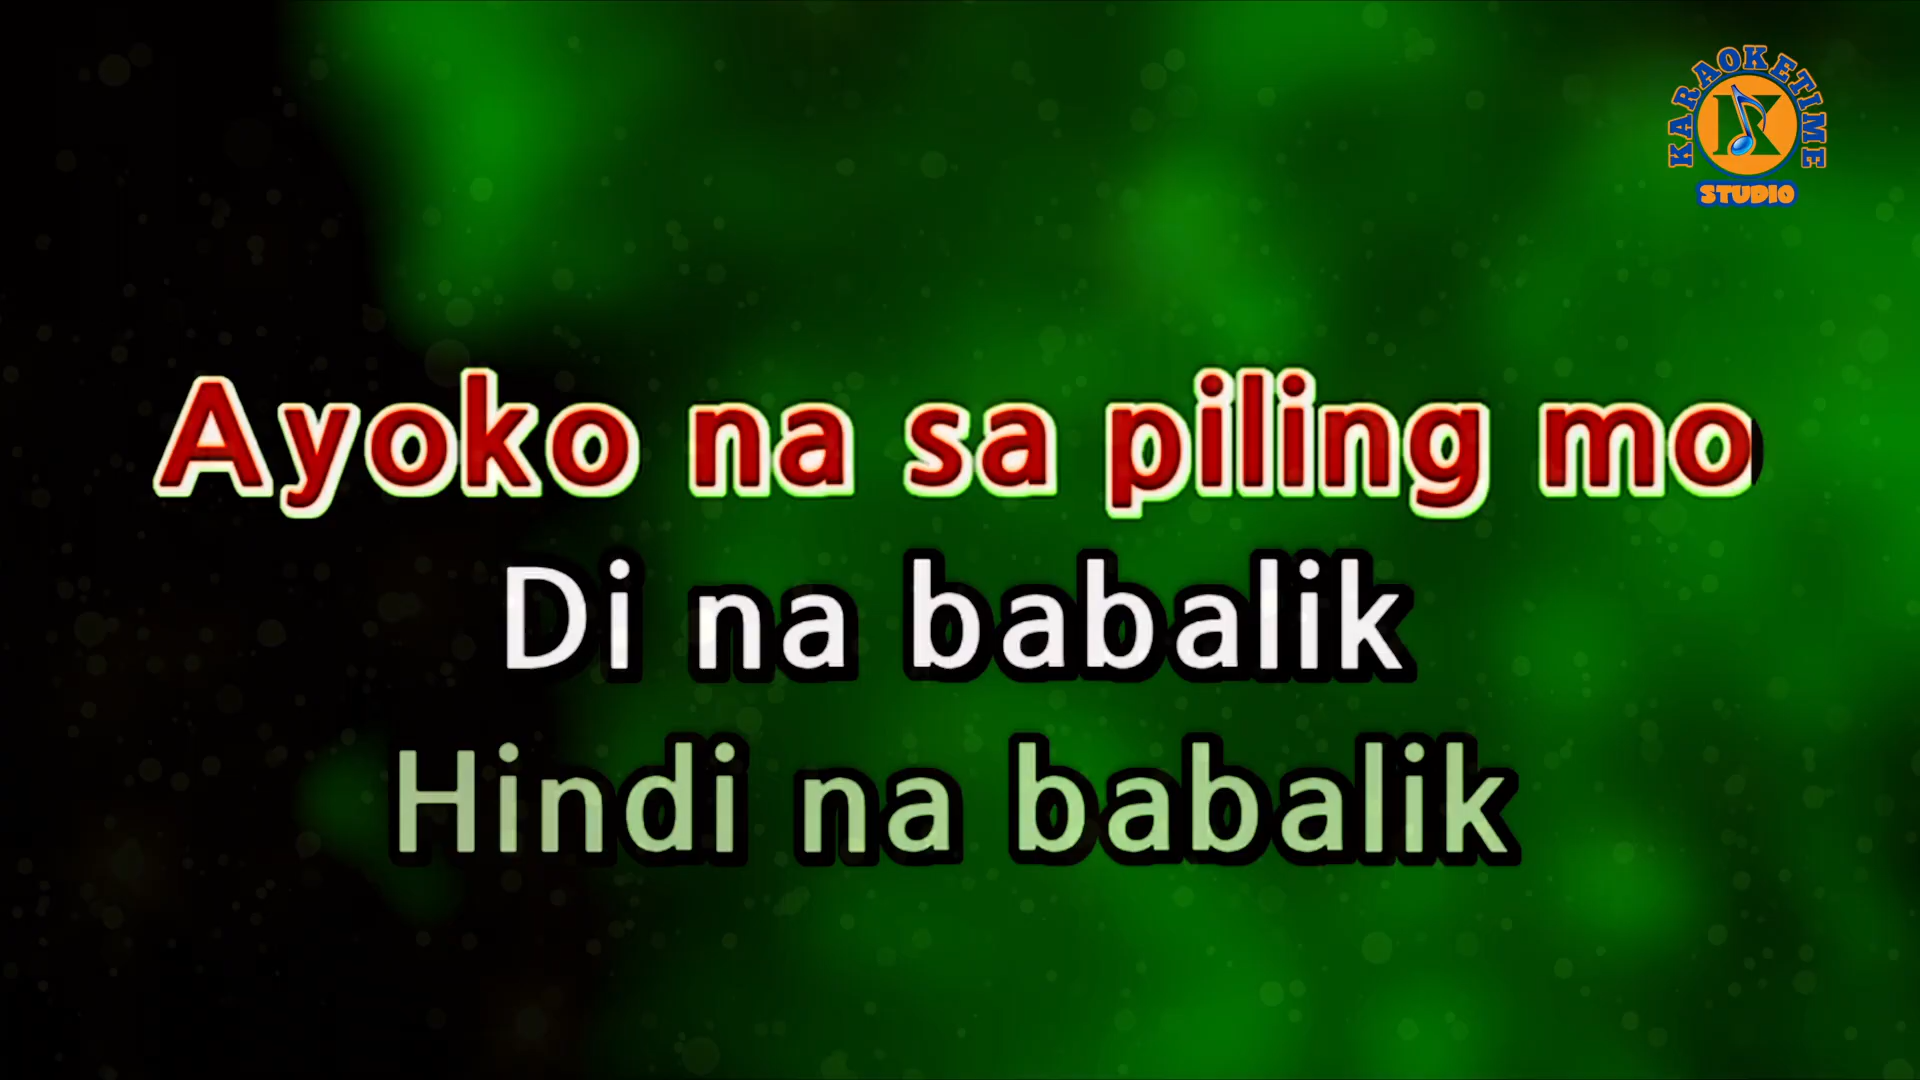 KARAOKETIME
K
STUDIO
Ayoko na sa piling mo
Di na babalik
Hindi na babalik